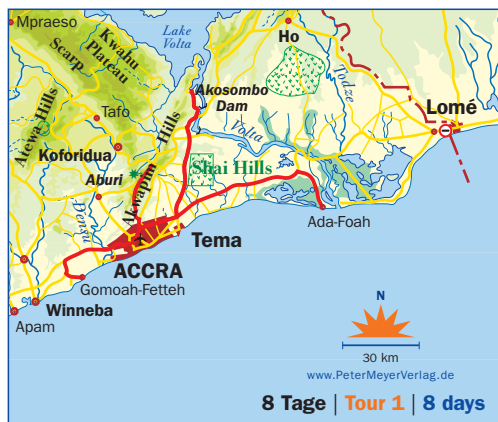 Mpraeso
Lake
Volta
Ho
Kwahu
Plateau
Scarp
Akosombo
Dam
Todze
Lomé
Atewa Hills
Tafo
Hills
Volta
Koforidua
Shai Hills
Aburi
Akwapim
Densu
Ada-Foah
Tema
ACCRA
Gomoah-Fetteh
Winneba
Apam
N
30 km
www.PeterMeyerVerlag.de
8 Tage | Tour 1 | 8 days